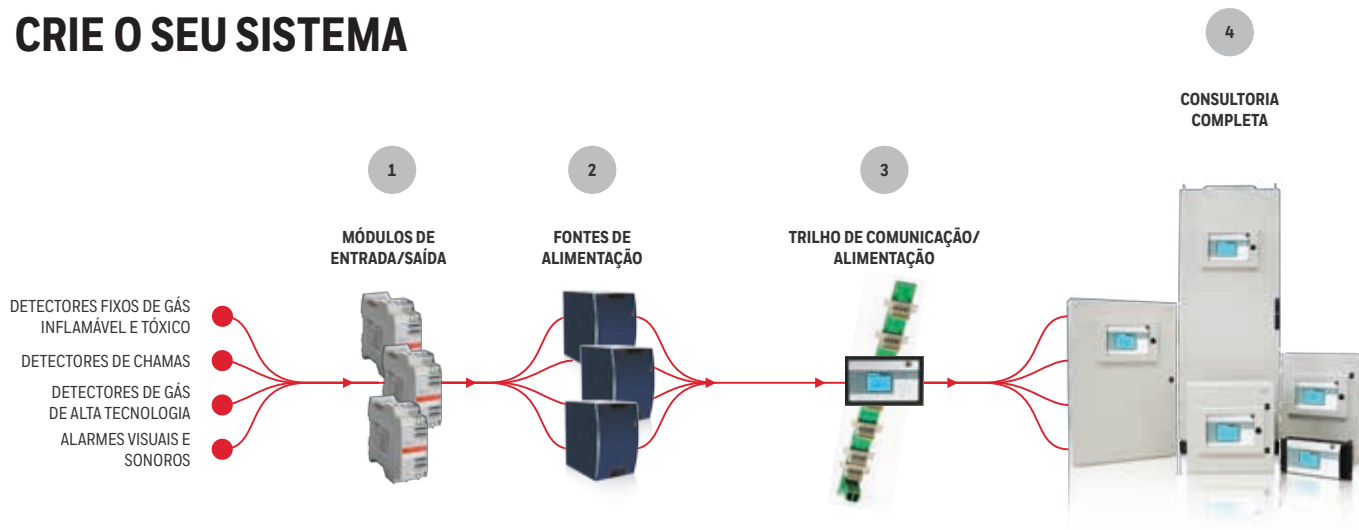 CRIE O SEU SISTEMA
4
CONSULTORIA
COMPLETA
1
2
3
MÓDULOS DE
ENTRADA/SAÍDA
FONTES DE
ALIMENTAÇÃO
TRILHO DE COMUNICAÇÃO/
ALIMENTAÇÃO
DETECTORES FIXOS DE GÁS
INFLAMÁVEL E TÓXICO
DETECTORES DE CHAMAS
DETECTORES DE GÁS
DE ALTA TECNOLOGIA
ALARMES VISUAIS E
SONOROS